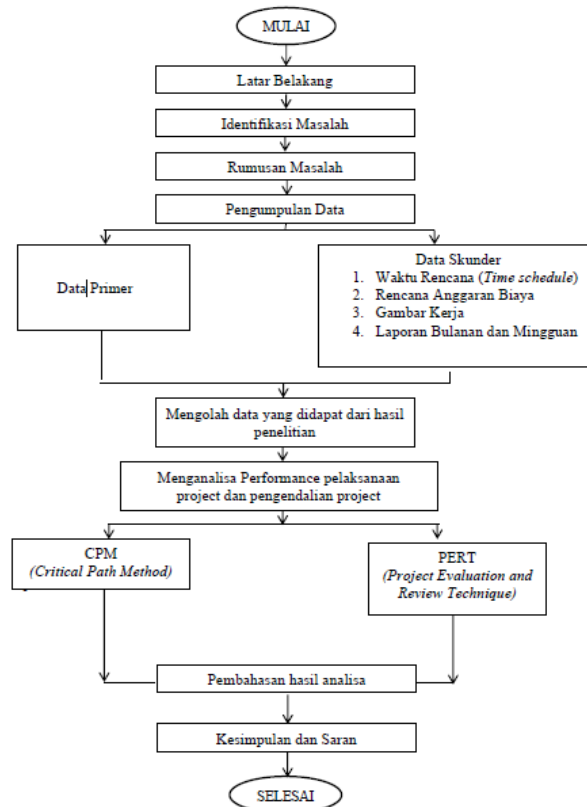 MULAI
Latar Belakang
Identifikasi Masalah
Rumusan Masalah
Pengumpulan Data
Data Primer
Data Skunder
1. Waktu Rencana (Time schedule)
2. Rencana Anggaran Biaya
3. Gambar Kerja
4. Laporan Bulanan dan Mingguan
Mengolah data yang didapat dari hasil
penelitian
Menganalisa Performance pelaksanaan
project dan pengendalian project
CPM
(Critical Path Method)
PERT
(Project Evaluation and
Review Technique)
Pembahasan hasil analisa
Kesimpulan dan Saran
SELESAI